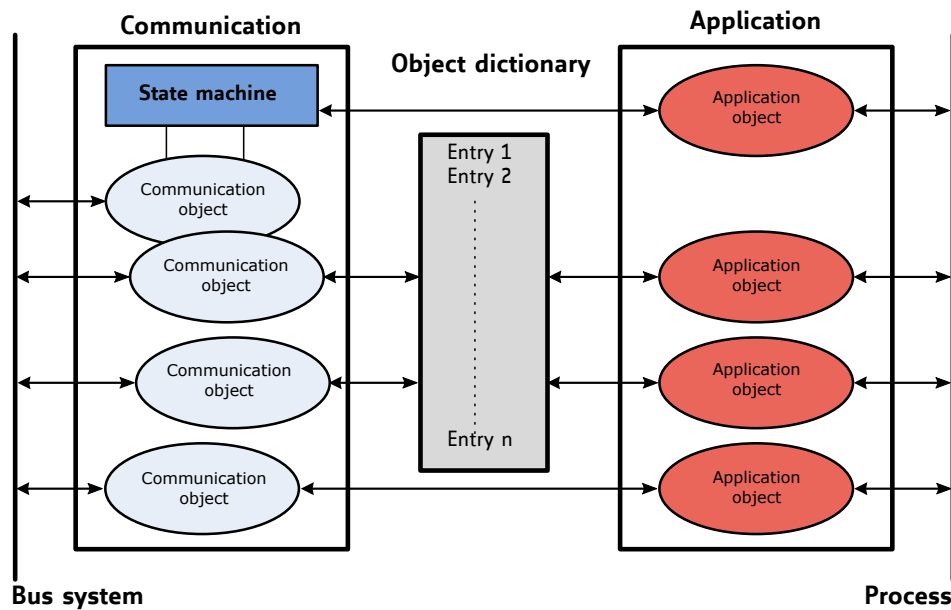 Communication
Application
Object dictionary
State machine
Application
object
Entry 1
Entry 2
Communication
object
Communication
object
Application
object
Communication
object
Application
object
Entry n
Communication
object
Application
object
Bus system
Process